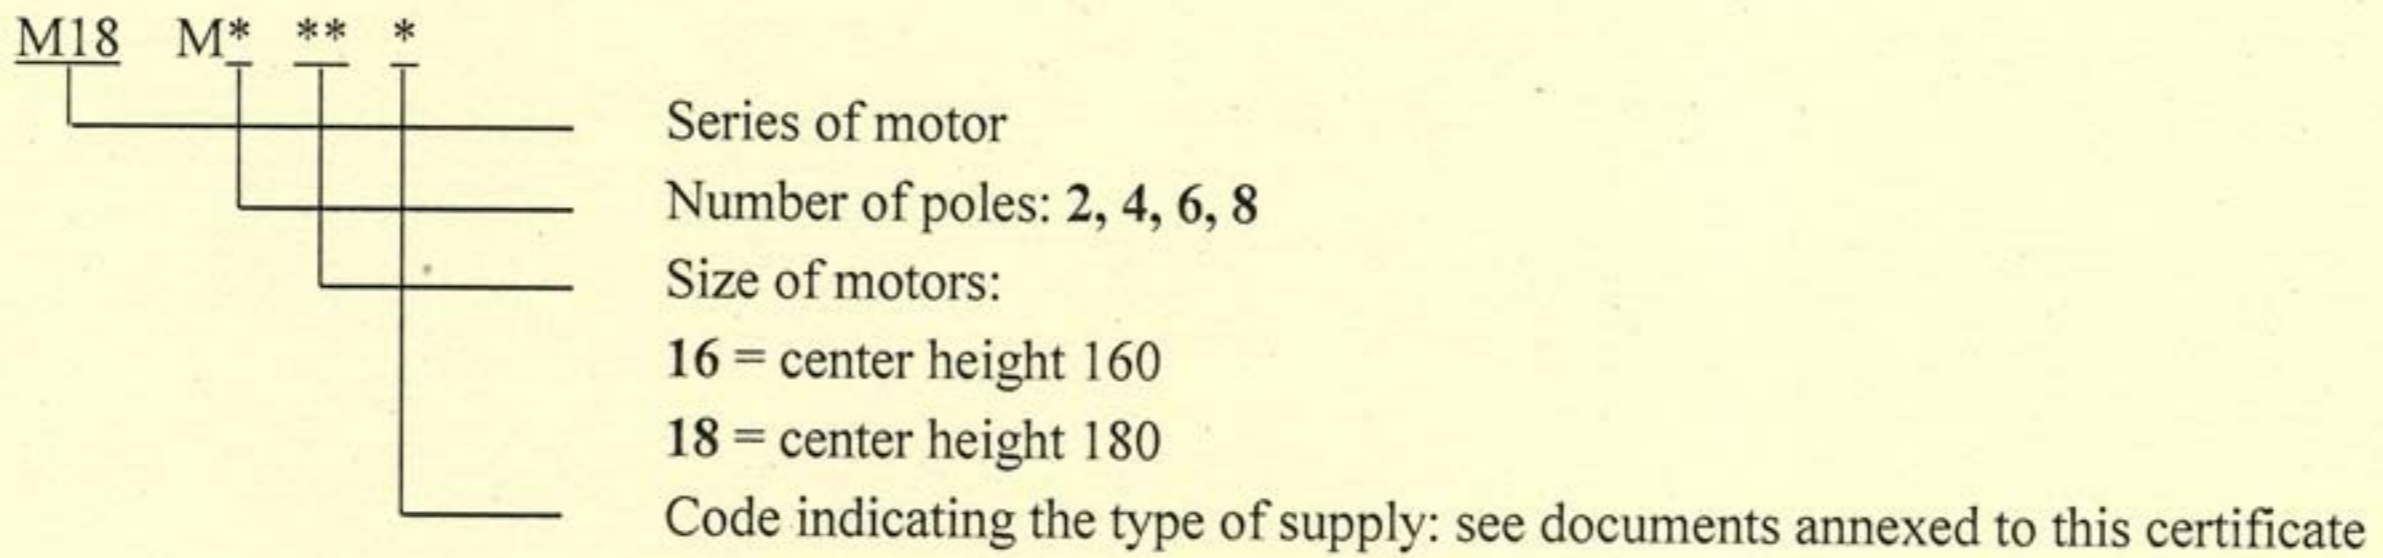 M18 M* ** *
Series of motor
Number of poles: 2, 4, 6, 8
Size of motors:
16 = center height 160
18 = center height 180
Code indicating the type of supply: see documents annexed to this certificate